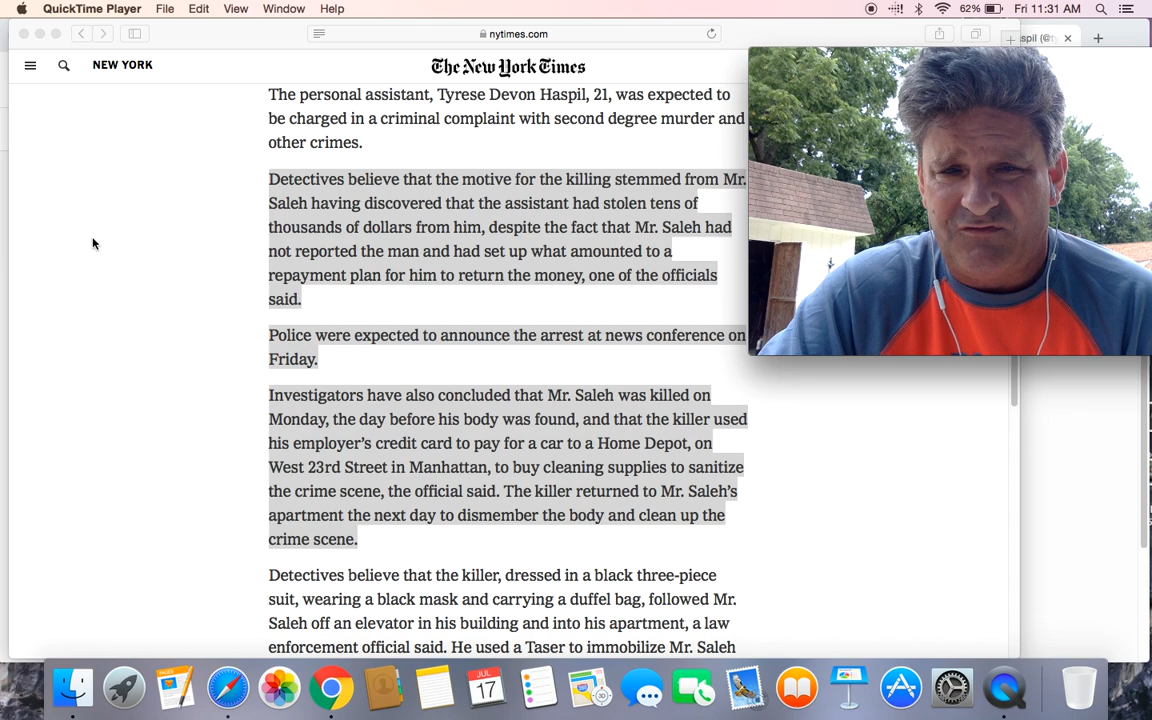 QuickTime Player File Edit View Window Help 62% Fri 11:31 AM
nytimes.com
spil (@
NEW YORK
The New York Times
The personal assistant, Tyrese Devon Haspil, 21, was expected to
be charged in a criminal complaint with second degree murder and
other crimes.
Detectives believe that the motive for the killing stemmed from Mr.
Saleh having discovered that the assistant had stolen tens of
thousands of dollars from him, despite the fact that Mr. Saleh had
not reported the man and had set up what amounted to a
repayment plan for him to return the money, one of the officials
said.
Police were expected to announce the arrest at news conference on
Friday.
Investigators have also concluded that Mr. Saleh was killed on
Monday, the day before his body was found, and that the killer used
his employer’s credit card to pay for a car to a Home Depot, on
West 23rd Street in Manhattan, to buy cleaning supplies to sanitize
the crime scene, the official said. The killer returned to Mr. Saleh’s
apartment the next day to dismember the body and clean up the
crime scene.
Detectives believe that the killer, dressed in a black three-piece
suit, wearing a black mask and carrying a duffel bag, followed Mr.
Saleh off an elevator in his building and into his apartment, a law
enforcement official said. He used a Taser to immobilize Mr. Saleh
JUL
17